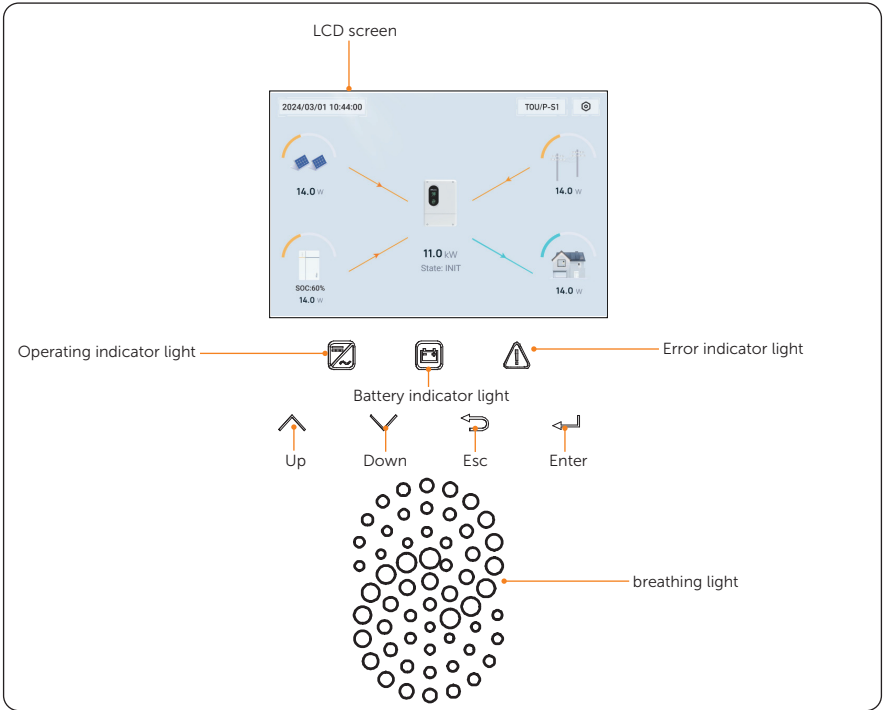 LCD screen
2024/03/01 10:44:00
TOU/P-S1
14.0 W
14.0 W
11.0 kW
State: INIT
SOC:60%
14.0 W
14.0 W
Operating indicator light
Error indicator light
Battery indicator light
Up
Down
Esc
Enter
breathing light